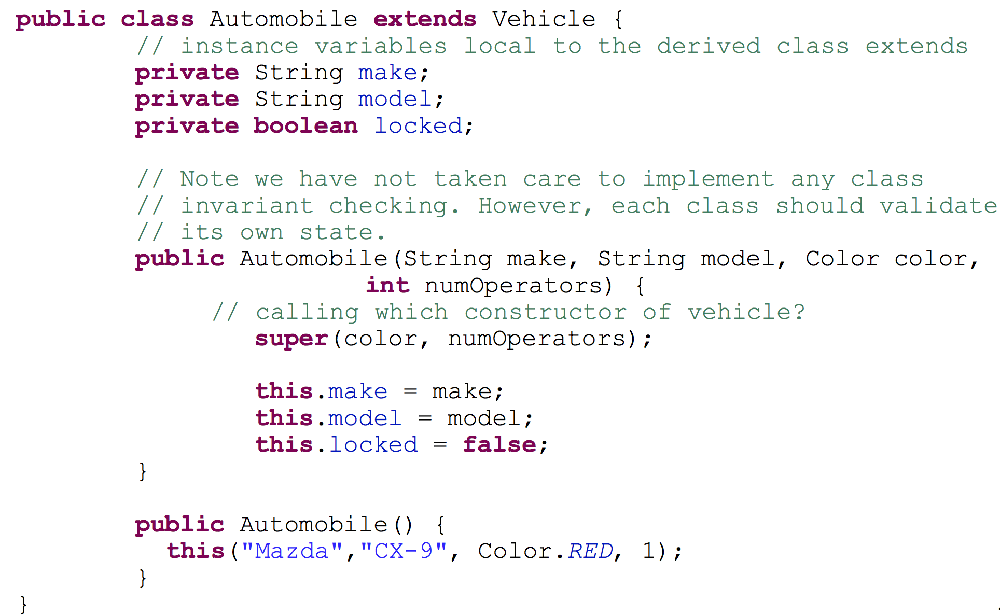 public class Automobile extends Vehicle {
// instance variables local to the derived class extends
private String make;
private String model;
private boolean locked;
// Note we have not taken care to implement any class
// invariant checking. However, each class should validate
// its own state.
public Automobile(String make, String model, Color color,
int numOperators) {
// calling which constructor of vehicle?
super(color, numOperators);
this.make = make;
this.model = model;
this.locked = false;
}
public Automobile() {
this("Mazda","CX-9", Color.RED, 1);
}
}